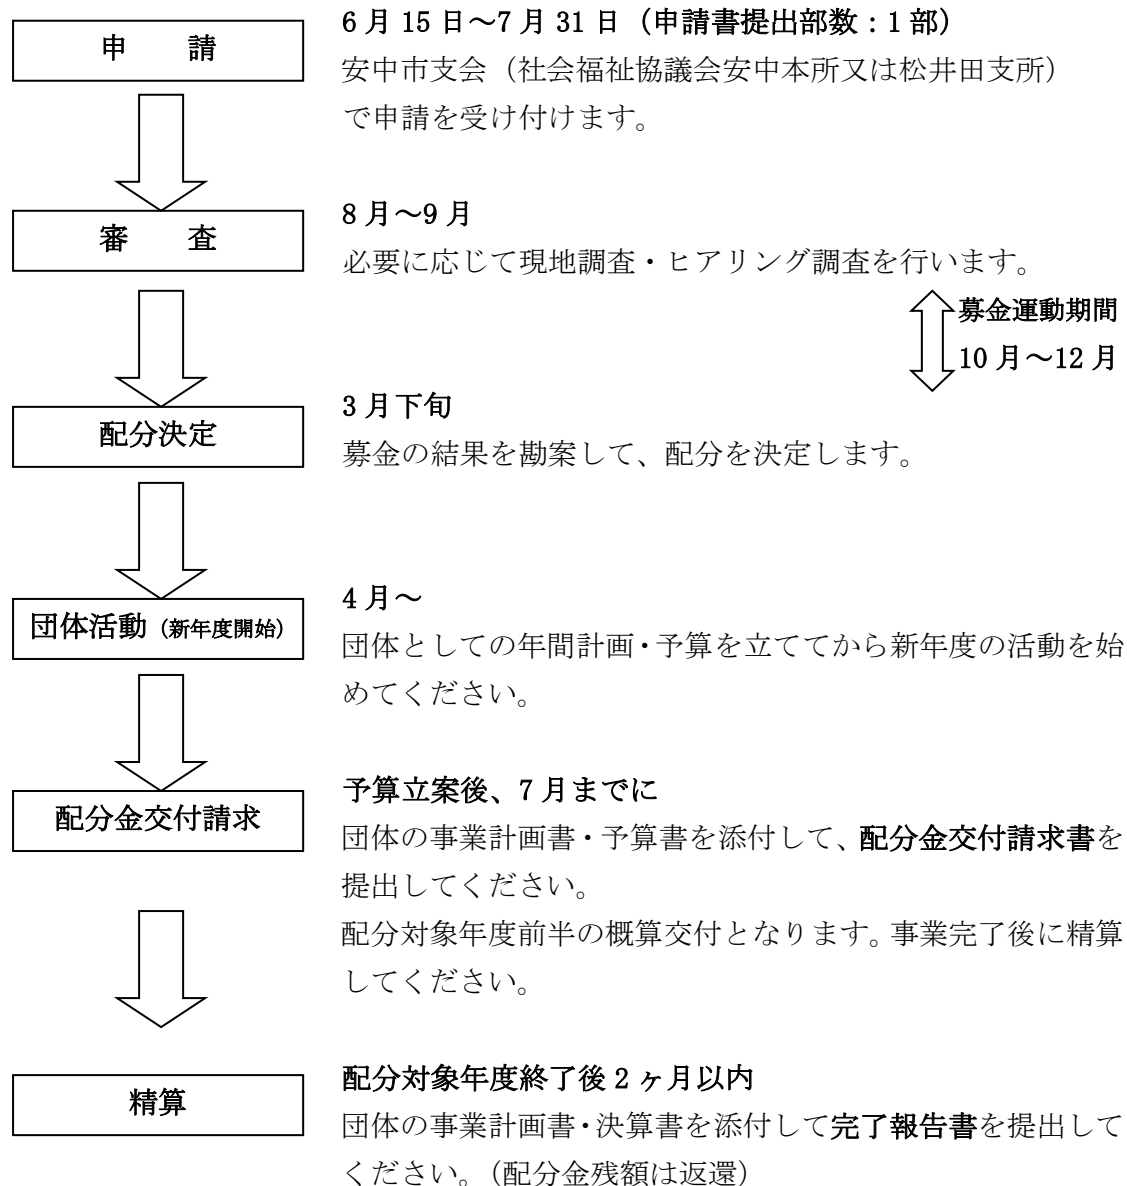 申　　請
6月15日～7月31日（申請書提出部数：1部）
安中市支会（社会福祉協議会安中本所又は松井田支所）
で申請を受け付けます。
審　　査
8月～9月
必要に応じて現地調査・ヒアリング調査を行います。
募金運動期間
10月～12月
配分決定
3月下旬
募金の結果を勘案して、配分を決定します。
団体活動（新年度開始）
4月～
団体としての年間計画・予算を立ててから新年度の活動を始
めてください。
配分金交付請求
予算立案後、7月までに
団体の事業計画書・予算書を添付して、配分金交付請求書を
提出してください。
配分対象年度前半の概算交付となります。事業完了後に精算
してください。
精算
配分対象年度終了後2ヶ月以内
団体の事業計画書・決算書を添付して完了報告書を提出して
ください。（配分金残額は返還）